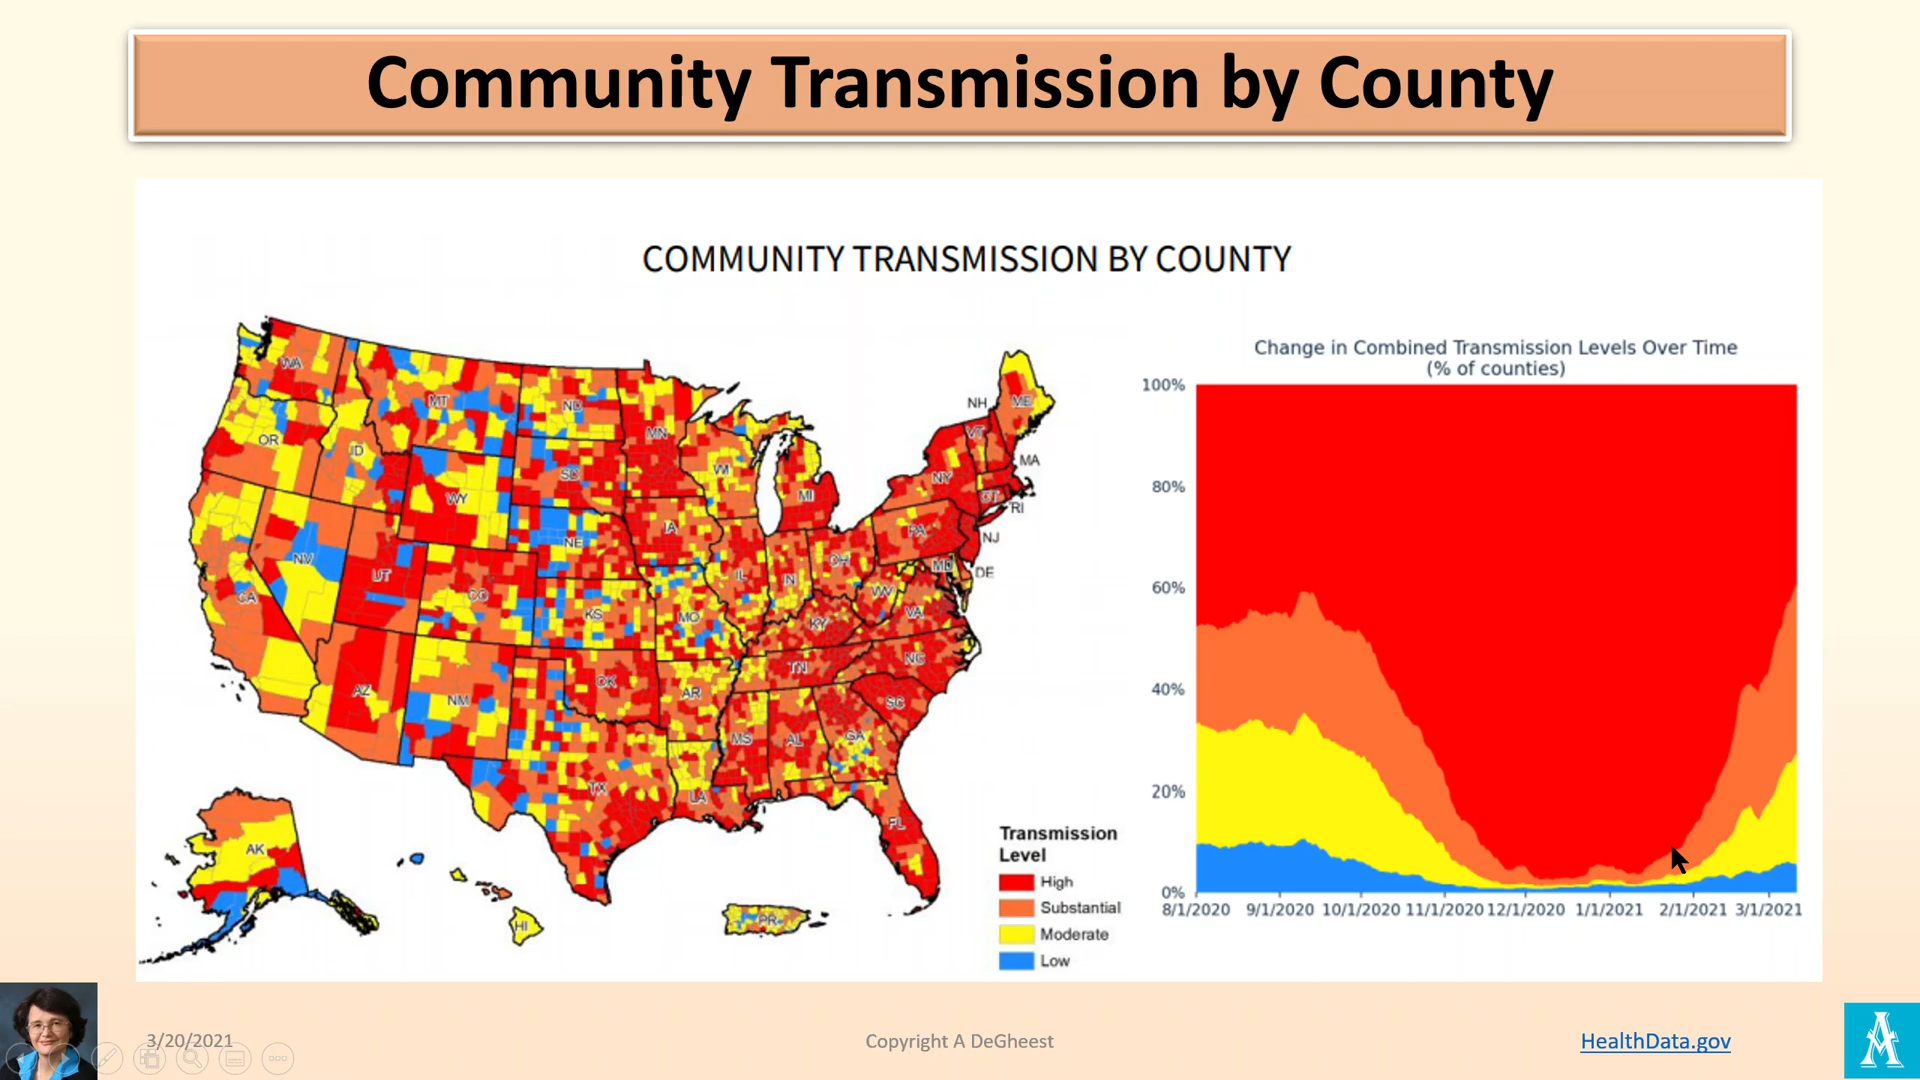 Community Transmission by County
COMMUNITY TRANSMISSION BY COUNTY
WA
MT
ND
MN
OR
ID
SD
WI
WY
IA
NE
NV
UT
CO
CA
KS
MO
IL
IN
OH
MI
PA
NY
VT
NH
ME
MA
CT
RI
NJ
MD
DE
WV
VA
KY
NC
TN
SC
AZ
NM
OK
AR
MS
AL
GA
TX
LA
FL
AK
HI
PR
Transmission
Level
High
Substantial
Moderate
Low
Change in Combined Transmission Levels Over Time
(% of counties)
100%
80%
60%
40%
20%
0%
8/1/2020 9/1/2020 10/1/2020 11/1/2020 12/1/2020 1/1/2021 2/1/2021 3/1/2021
3/20/2021
Copyright A DeGheest
HealthData.gov
A